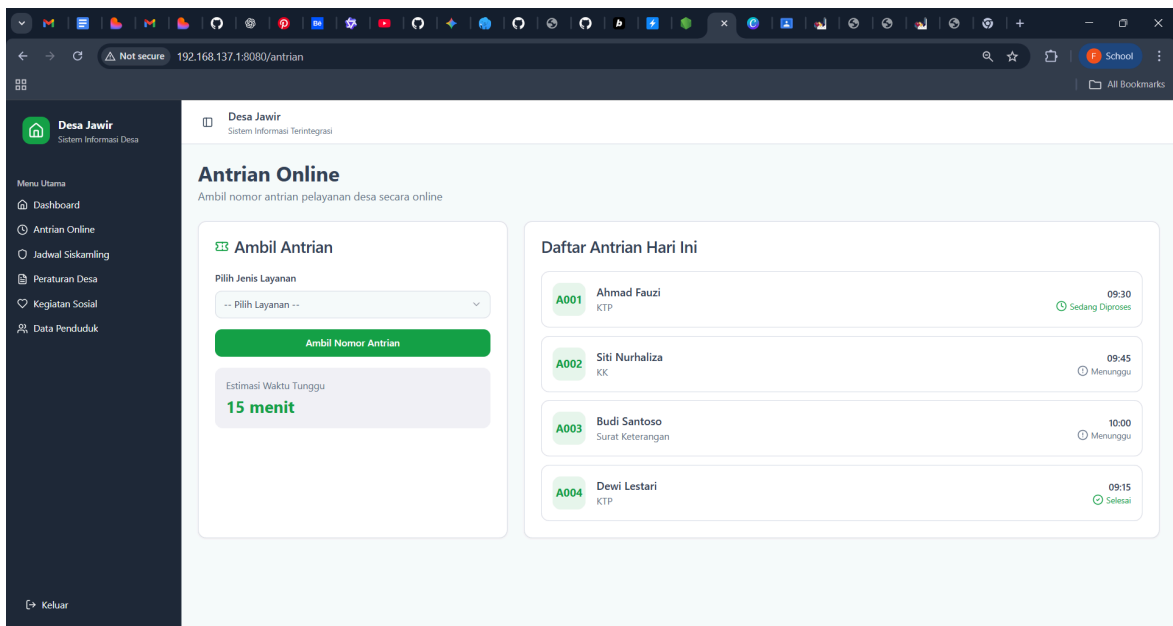 Not secure
192.168.137.1:8080/antrian
F
School
All Bookmarks
Desa Jawir
Sistem Informasi Desa
Menu Utama
Dashboard
Antrian Online
Jadwal Siskamling
Peraturan Desa
Kegiatan Sosial
Data Penduduk
Keluar
Desa Jawir
Sistem Informasi Terintegrasi
Antrian Online
Ambil nomor antrian pelayanan desa secara online
Ambil Antrian
Pilih Jenis Layanan
-- Pilih Layanan --
Ambil Nomor Antrian
Estimasi Waktu Tunggu
15 menit
Daftar Antrian Hari Ini
A001
Ahmad Fauzi
KTP
09:30
Sedang Diproses
A002
Siti Nurhaliza
KK
09:45
Menunggu
A003
Budi Santoso
Surat Keterangan
10:00
Menunggu
A004
Dewi Lestari
KTP
09:15
Selesai